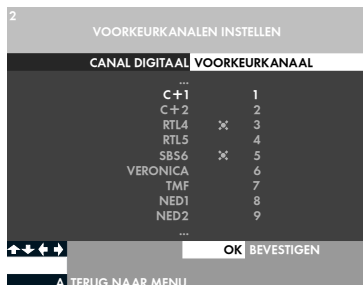 2
VOORKEURKANALEN INSTELLEN
CANAL DIGITAAL VOORKEURKANAAL
...
C+1 1
C+2 2
RTL4 3
RTL5 4
SBS6 5
VERONICA 6
TMF 7
NED1 8
NED2 9
...
OK BEVESTIGEN
A TERUG NAAR MENU